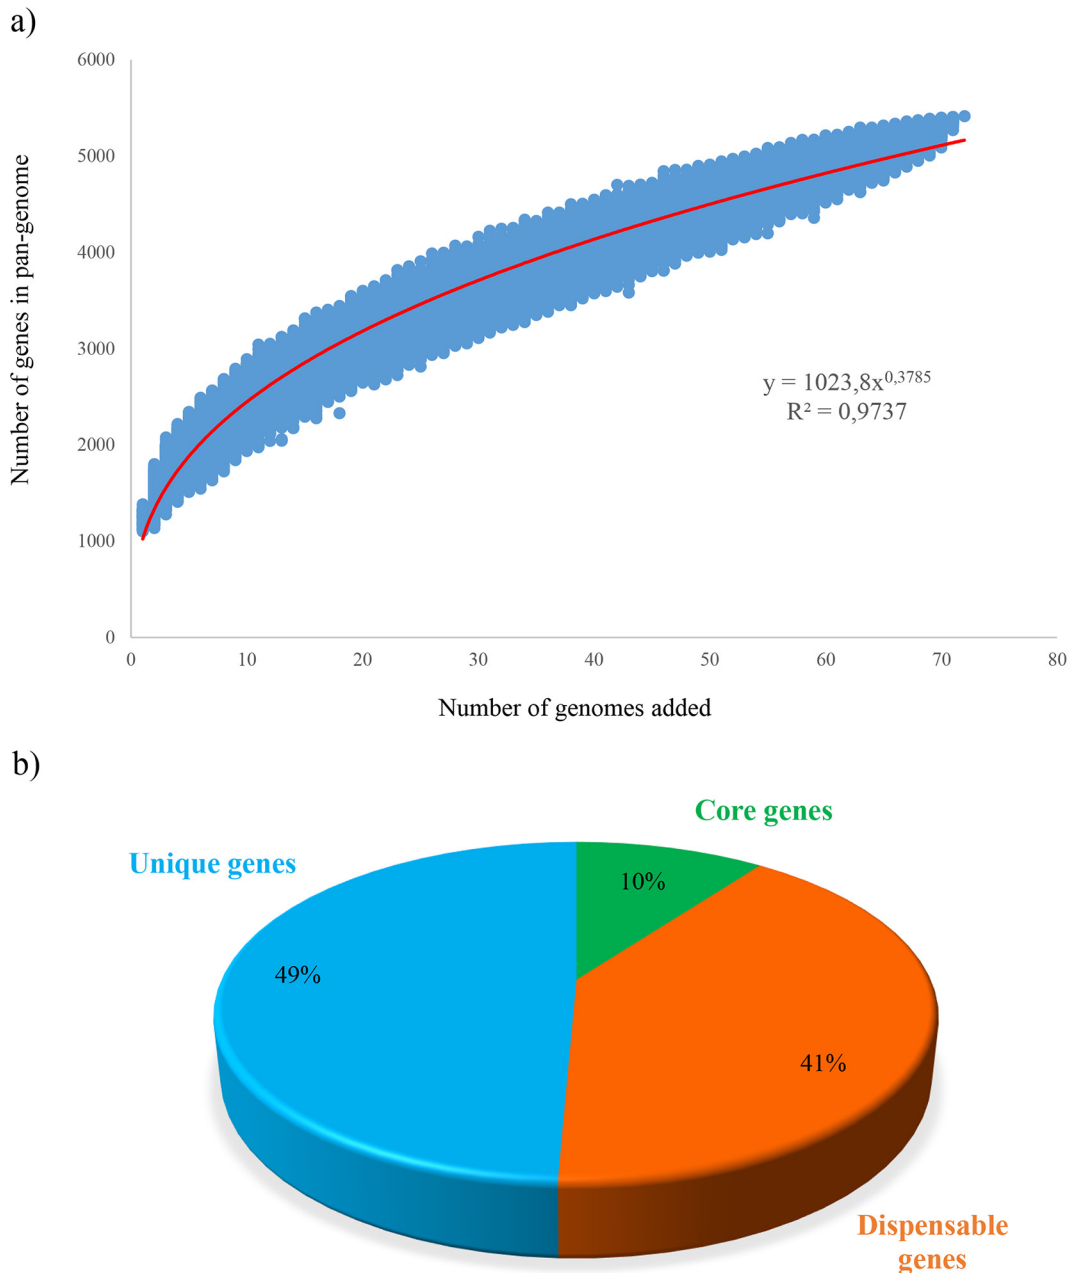 a)
6000
5000
4000
3000
2000
1000
0
Number of genes in pan-genome
y = 1023,8x^0,3785
R² = 0,9737
0 10 20 30 40 50 60 70 80
Number of genomes added
b)
Core genes
Unique genes
10%
49%
41%
Dispensable
genes